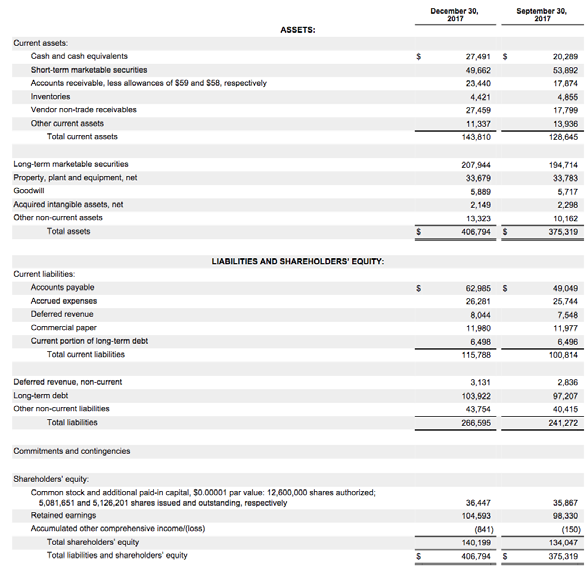 December 30, September 30,
2017 2017
ASSETS:
Current assets:
Cash and cash equivalents $ 27,491 $ 20,289
Short-term marketable securities 49,662 53,892
Accounts receivable, less allowances of $59 and $58, respectively 23,440 17,874
Inventories 4,421 4,855
Vendor non-trade receivables 27,459 17,799
Other current assets 11,337 13,936
Total current assets 143,810 128,645
Long-term marketable securities 207,944 194,714
Property, plant and equipment, net 33,679 33,783
Goodwill 5,889 5,717
Acquired intangible assets, net 2,149 2,298
Other non-current assets 13,323 10,162
Total assets $ 406,794 $ 375,319
LIABILITIES AND SHAREHOLDERS' EQUITY:
Current liabilities:
Accounts payable $ 62,985 $ 49,049
Accrued expenses 26,281 25,744
Deferred revenue 8,044 7,548
Commercial paper 11,980 11,977
Current portion of long-term debt 6,498 6,496
Total current liabilities 115,788 100,814
Deferred revenue, non-current 3,131 2,836
Long-term debt 103,922 97,207
Other non-current liabilities 43,754 40,415
Total liabilities 266,595 241,272
Commitments and contingencies
Shareholders' equity:
Common stock and additional paid-in capital, $0.00001 par value: 12,600,000 shares authorized;
5,081,651 and 5,126,201 shares issued and outstanding, respectively 36,447 35,867
Retained earnings 104,593 98,330
Accumulated other comprehensive income/(loss) (841) (150)
Total shareholders' equity 140,199 134,047
Total liabilities and shareholders' equity $ 406,794 $ 375,319